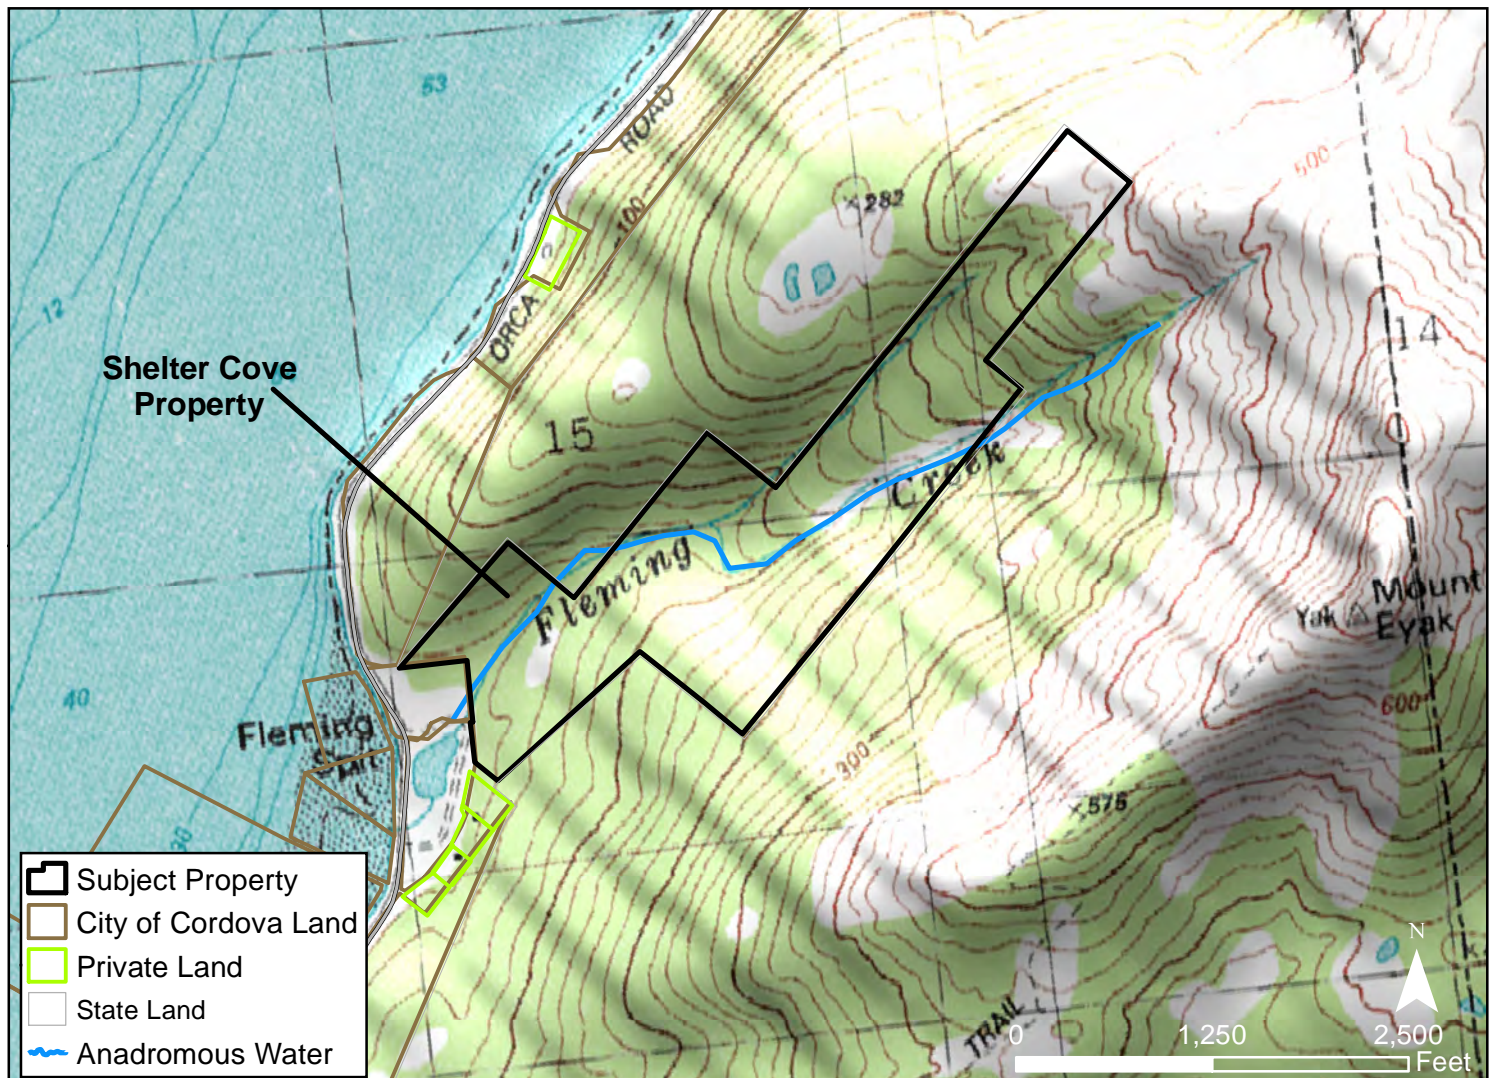 53
ROAD
500
100
282
12
ORCA
14
Shelter Cove
Property
15
Creek
Fleming
Mount
Eyak
Yak
40
600
Fleming
Spit
300
575
30
Subject Property
City of Cordova Land
Private Land
State Land
Anadromous Water
N
TRAIL
0 1,250 2,500
Feet